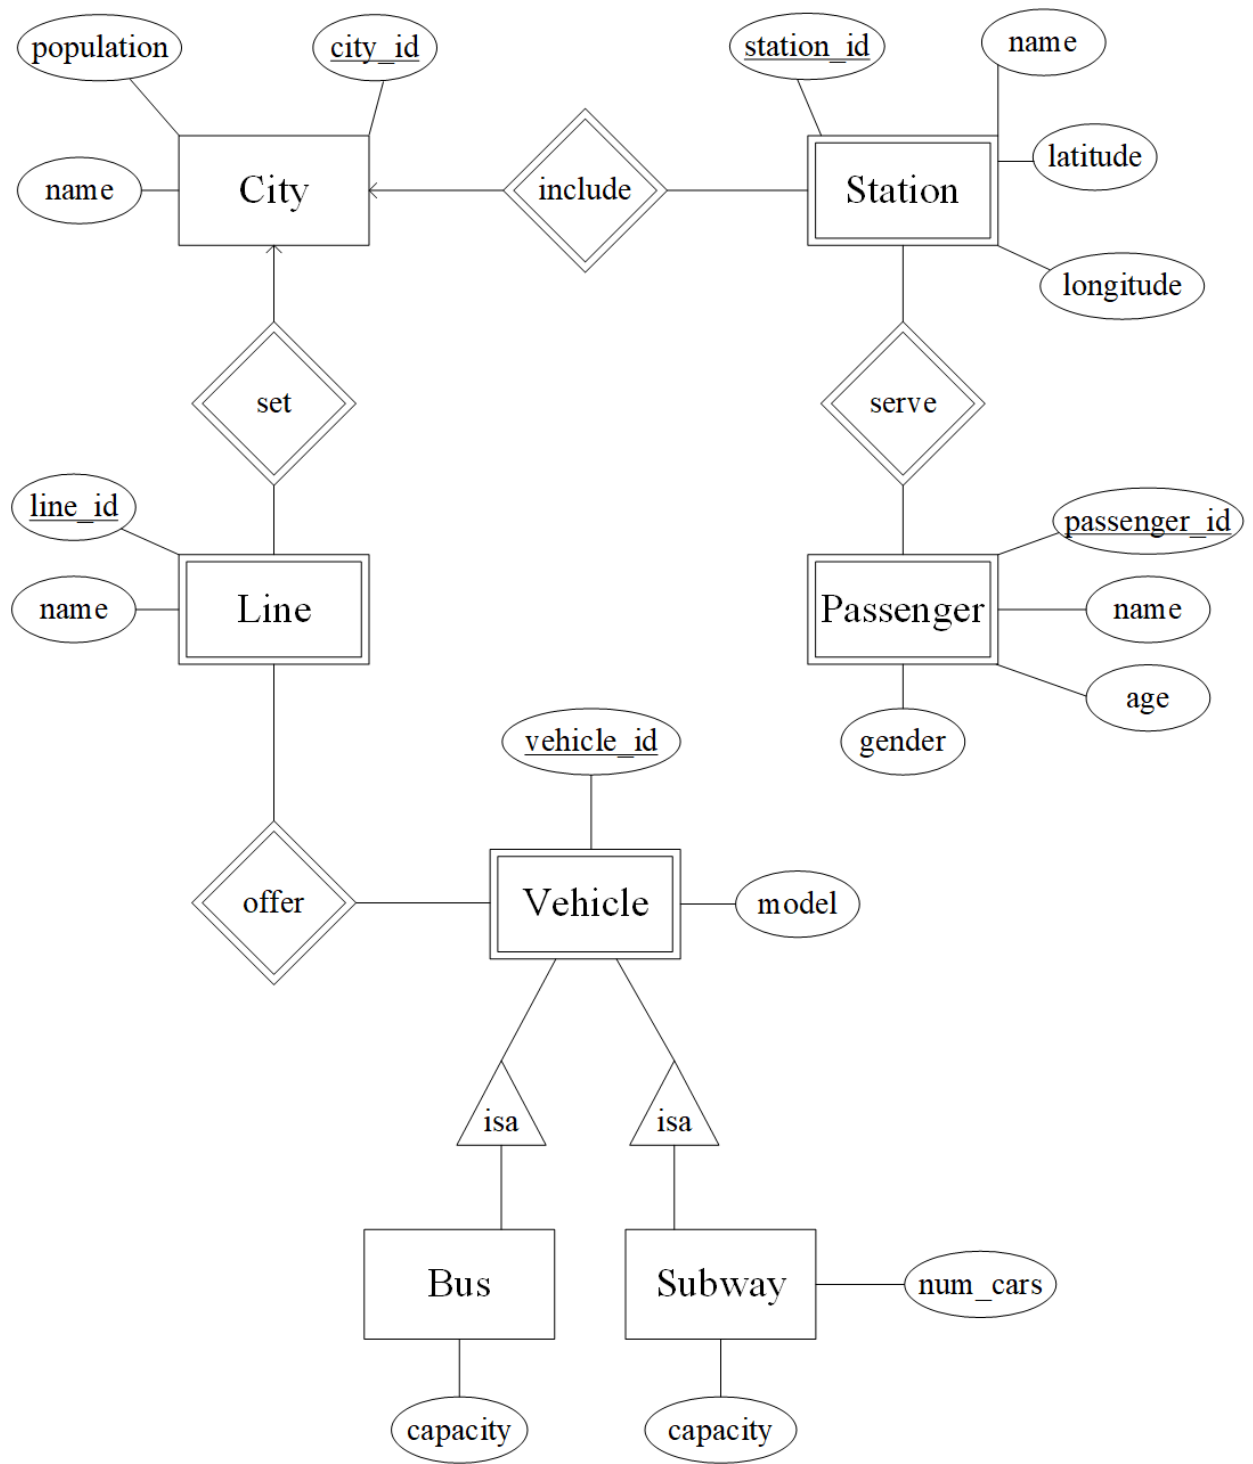 population
city_id
station_id
name
name
City
include
Station
latitude
longitude
set
serve
line_id
name
Line
passenger_id
Passenger
name
age
gender
vehicle_id
offer
Vehicle
model
isa
isa
Bus
Subway
num_cars
capacity
capacity